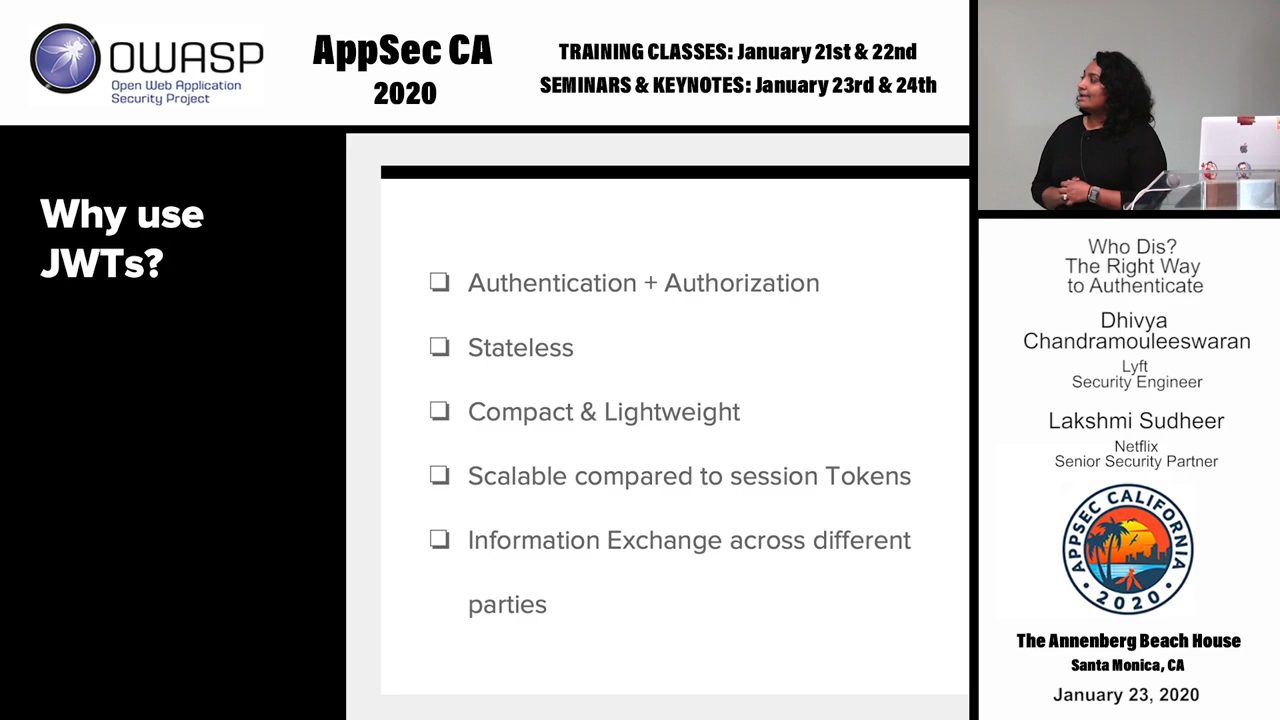 OWASP
Open Web Application
Security Project
AppSec CA
2020
TRAINING CLASSES: January 21st & 22nd
SEMINARS & KEYNOTES: January 23rd & 24th
Why use
JWTs?
Authentication + Authorization
Stateless
Compact & Lightweight
Scalable compared to session Tokens
Information Exchange across different
parties
Who Dis?
The Right Way
to Authenticate
Dhivya
Chandramouleeswaran
Lyft
Security Engineer
Lakshmi Sudheer
Netflix
Senior Security Partner
APPSEC CALIFORNIA
• 2020 •
The Annenberg Beach House
Santa Monica, CA
January 23, 2020